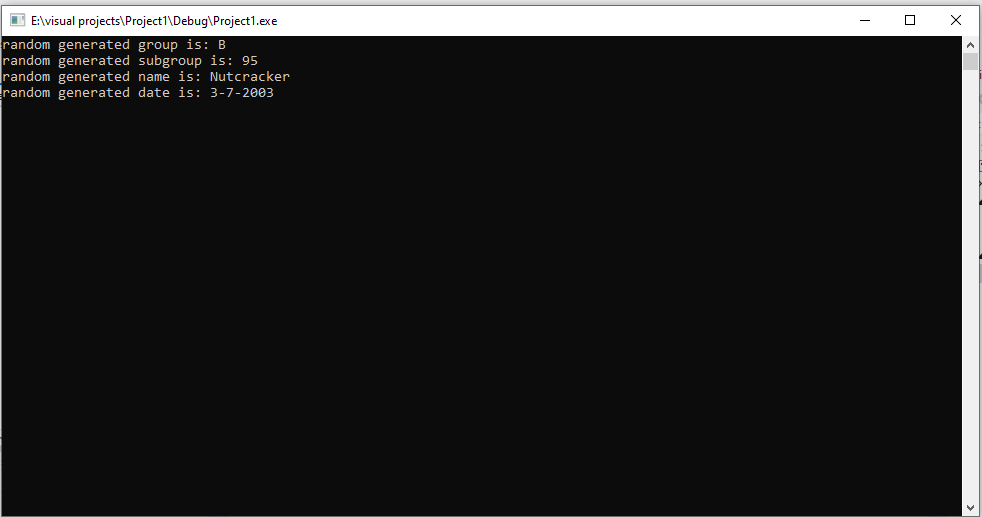 E:\visual projects\Project1\Debug\Project1.exe
random generated group is: B
random generated subgroup is: 95
random generated name is: Nutcracker
random generated date is: 3-7-2003